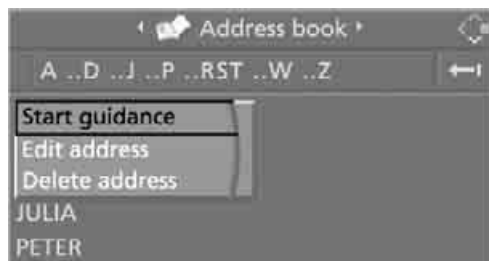 Address book
A ..D ..J ..P ..RST ..W ..Z
Start guidance
Edit address
Delete address
JULIA
PETER